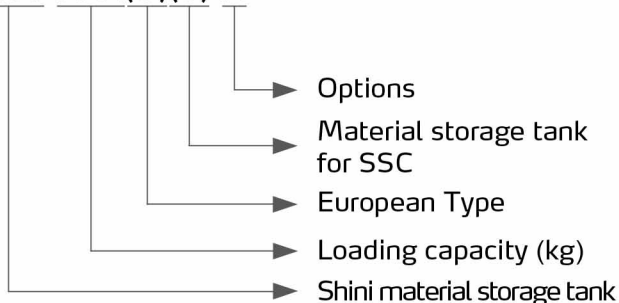 Options
Material storage tank
for SSC
European Type
Loading capacity (kg)
Shini material storage tank